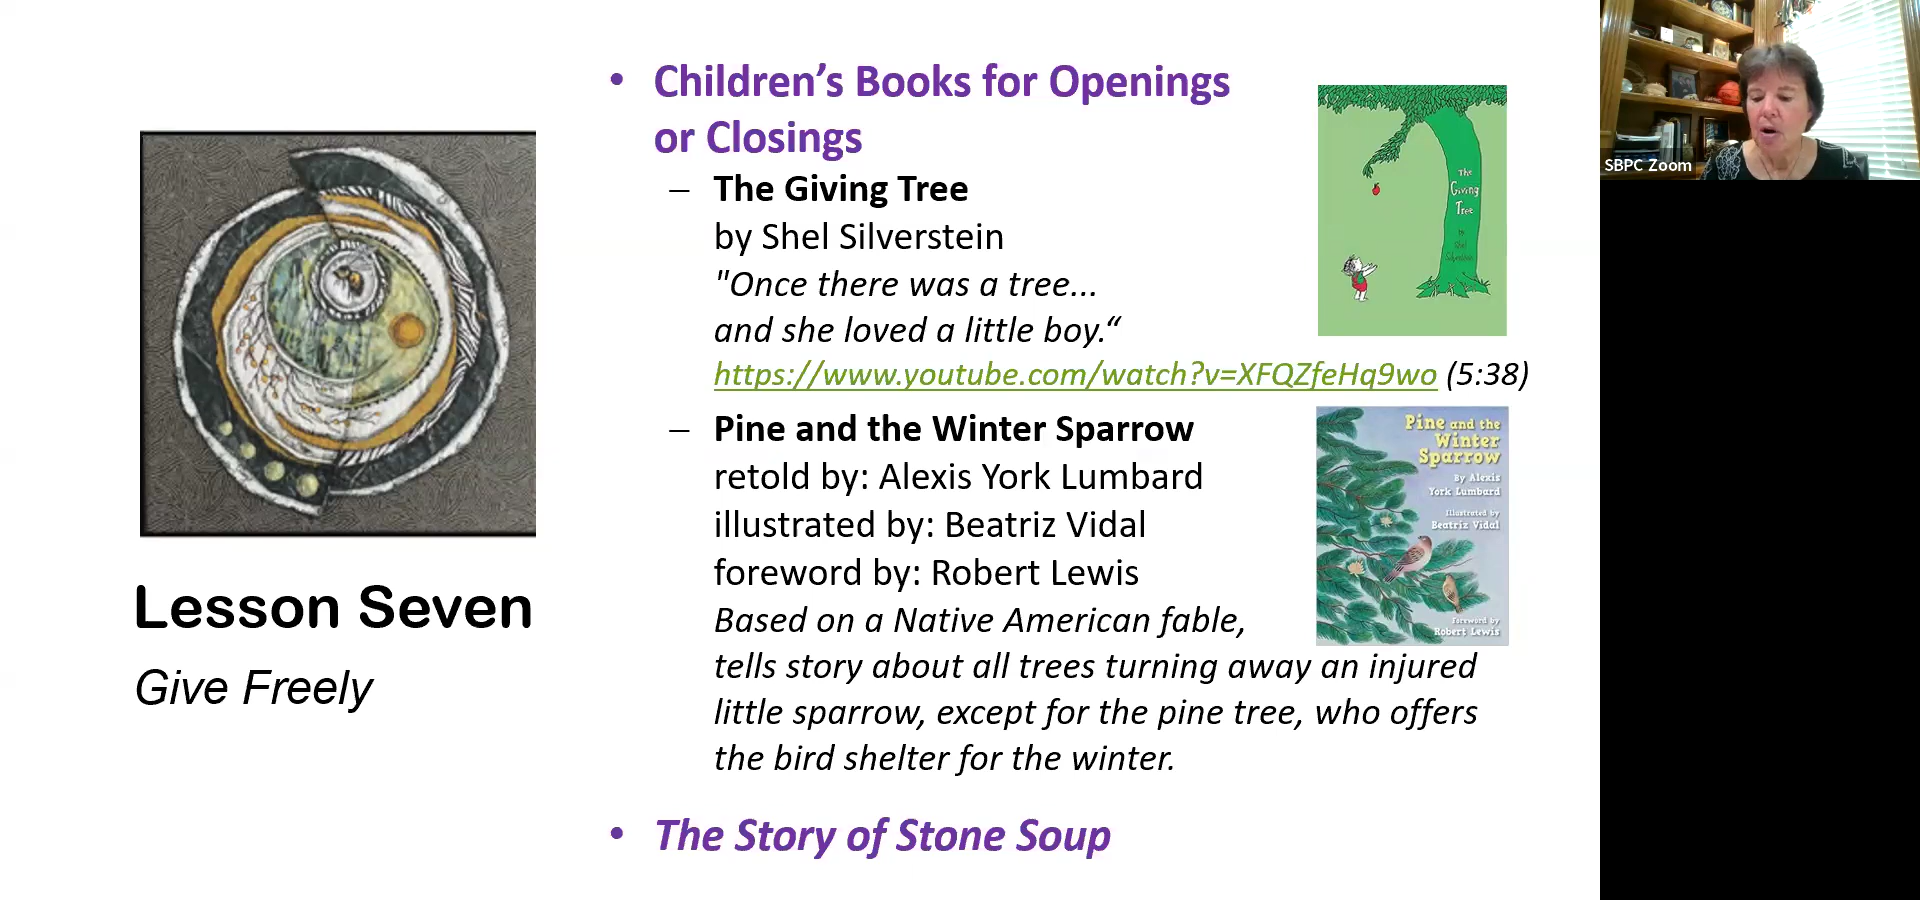 Lesson Seven
Give Freely
• Children’s Books for Openings
or Closings
– The Giving Tree
by Shel Silverstein
"Once there was a tree...
and she loved a little boy.“
https://www.youtube.com/watch?v=XFQZfeHq9wo (5:38)
– Pine and the Winter Sparrow
retold by: Alexis York Lumbard
illustrated by: Beatriz Vidal
foreword by: Robert Lewis
Based on a Native American fable,
tells story about all trees turning away an injured
little sparrow, except for the pine tree, who offers
the bird shelter for the winter.
• The Story of Stone Soup
The
Giving
Tree
by
Shel
Silverstein
Pine and the
Winter
Sparrow
By Alexis
York Lumbard
Illustrated by
Beatriz Vidal
Foreword by
Robert Lewis
SBPC Zoom